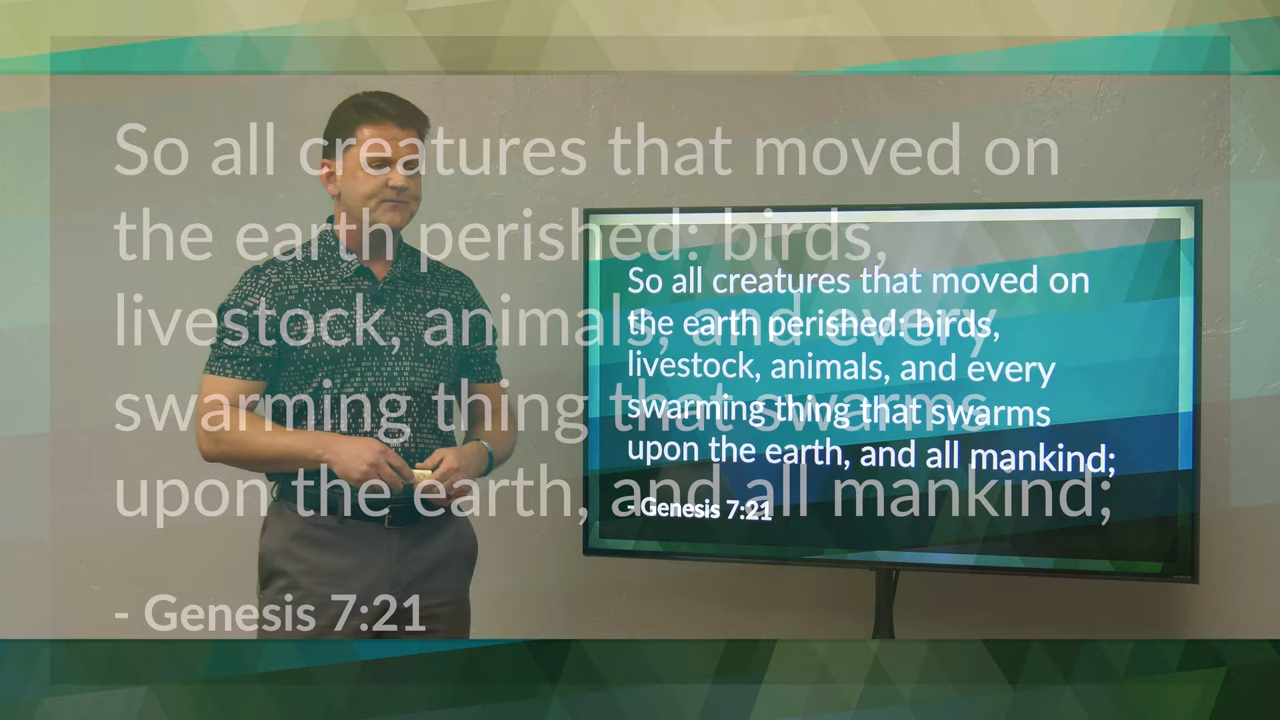 So all creatures that moved on
the earth perished: birds,
livestock, animals, and every
swarming thing that swarms
upon the earth, and all mankind;
- Genesis 7:21
So all creatures that moved on
the earth perished: birds,
livestock, animals, and every
swarming thing that swarms
upon the earth, and all mankind;
- Genesis 7:21